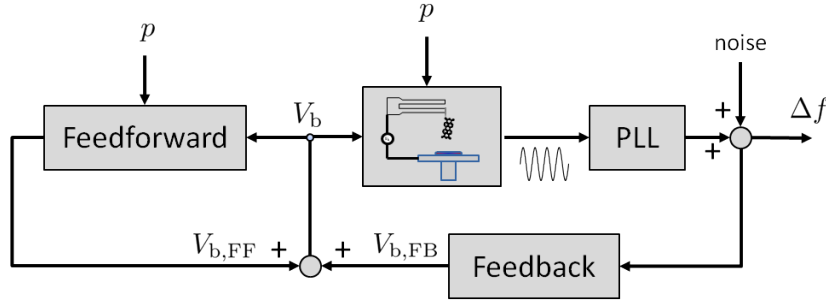 p
p
noise
V_b
+
Δf
Feedforward
PLL
+
V_b,FF
+
+
V_b,FB
Feedback